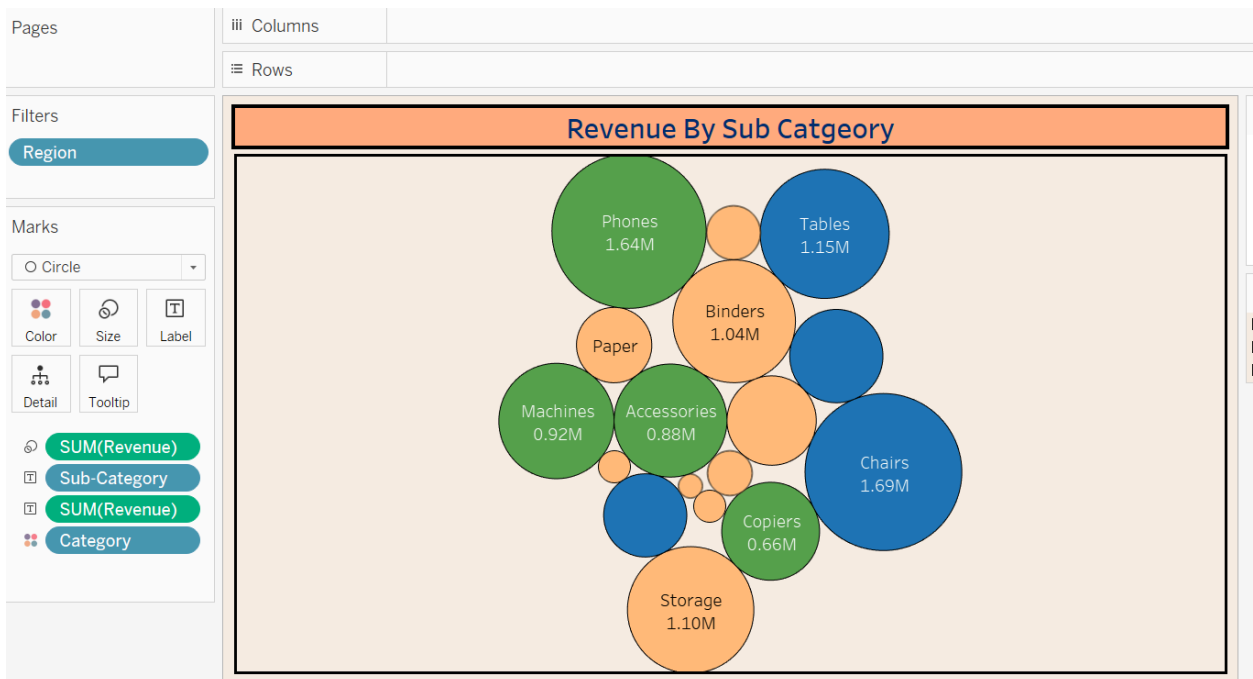 Pages
iii Columns
Rows
Filters
Region
Marks
Circle
Color
Size
Label
Detail
Tooltip
SUM(Revenue)
Sub-Category
SUM(Revenue)
Category
Revenue By Sub Catgeory
Phones
1.64M
Tables
1.15M
Binders
1.04M
Paper
Machines
0.92M
Accessories
0.88M
Chairs
1.69M
Copiers
0.66M
Storage
1.10M